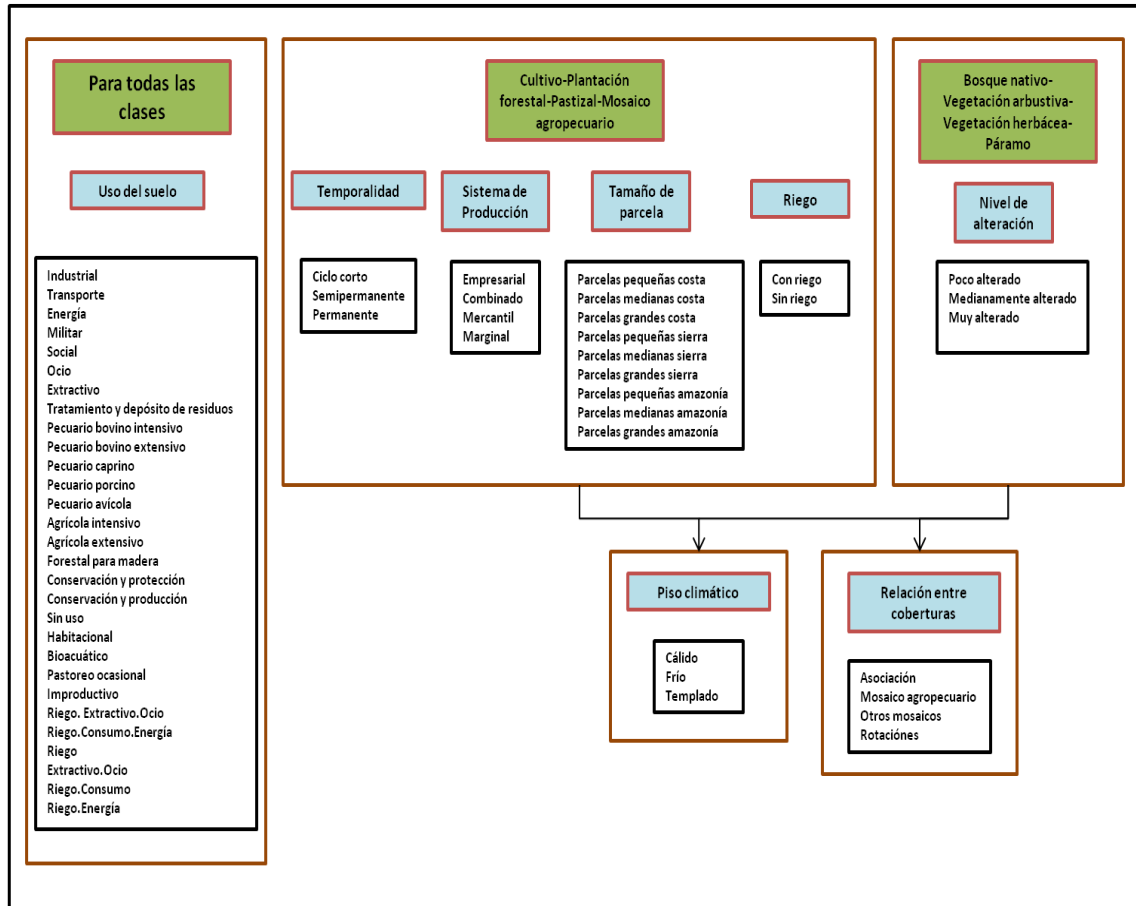 Para todas las
clases
Uso del suelo
Industrial
Transporte
Energía
Militar
Social
Ocio
Extractivo
Tratamiento y depósito de residuos
Pecuario bovino intensivo
Pecuario bovino extensivo
Pecuario caprino
Pecuario porcino
Pecuario avícola
Agrícola intensivo
Agrícola extensivo
Forestal para madera
Conservación y protección
Conservación y producción
Sin uso
Habitacional
Bioacuático
Pastoreo ocasional
Improductivo
Riego. Extractivo.Ocio
Riego.Consumo.Energía
Riego
Extractivo.Ocio
Riego.Consumo
Riego.Energía
Cultivo-Plantación
forestal-Pastizal-Mosaico
agropecuario
Temporalidad
Ciclo corto
Semipermanente
Permanente
Sistema de
Producción
Empresarial
Combinado
Mercantil
Marginal
Tamaño de
parcela
Parcelas pequeñas costa
Parcelas medianas costa
Parcelas grandes costa
Parcelas pequeñas sierra
Parcelas medianas sierra
Parcelas grandes sierra
Parcelas pequeñas amazonía
Parcelas medianas amazonía
Parcelas grandes amazonía
Riego
Con riego
Sin riego
Bosque nativo-
Vegetación arbustiva-
Vegetación herbácea-
Páramo
Nivel de
alteración
Poco alterado
Medianamente alterado
Muy alterado
Piso climático
Cálido
Frío
Templado
Relación entre
coberturas
Asociación
Mosaico agropecuario
Otros mosaicos
Rotaciónes